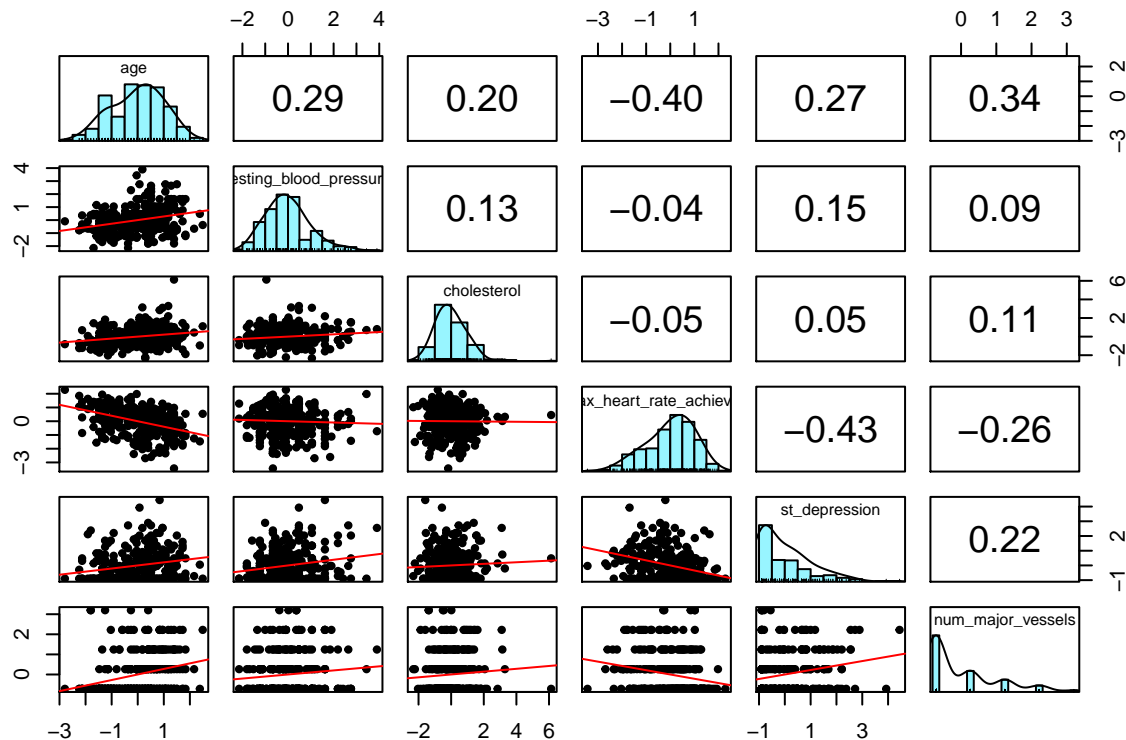 −2 0 2 4 −3 −1 1 0 1 2 3
age 0.29 0.20 −0.40 0.27 0.34 −3 0 2
−2 1 4 esting_blood_pressur 0.13 −0.04 0.15 0.09
cholesterol −0.05 0.05 0.11 −2 2 6
−3 0 ax_heart_rate_achiev −0.43 −0.26
st_depression 0.22 −1 2
0 2 num_major_vessels
−3 −1 1 −2 0 2 4 6 −1 1 3